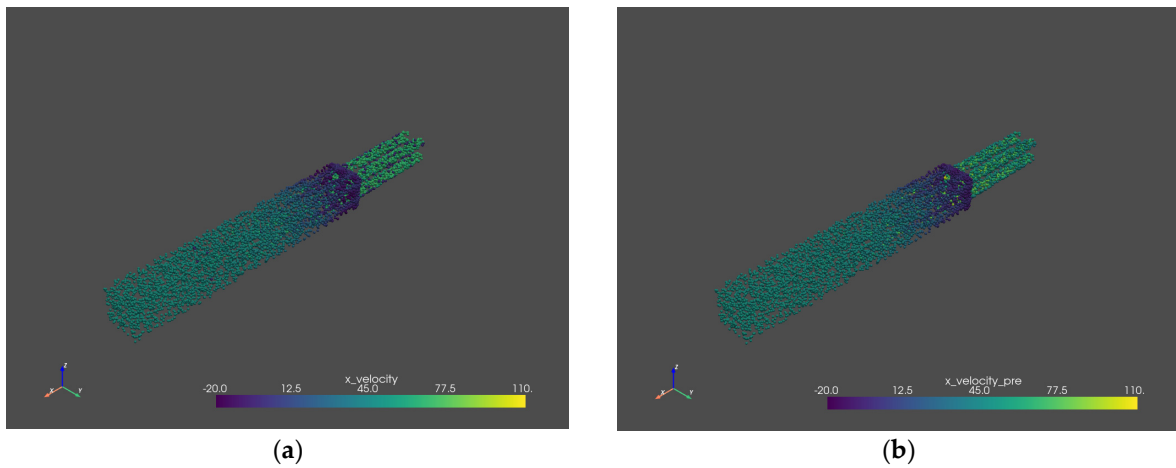 Z
X
Y
x_velocity
-20.0 12.5 45.0 77.5 110.
(a)
Z
X
Y
x_velocity_pre
-20.0 12.5 45.0 77.5 110.
(b)